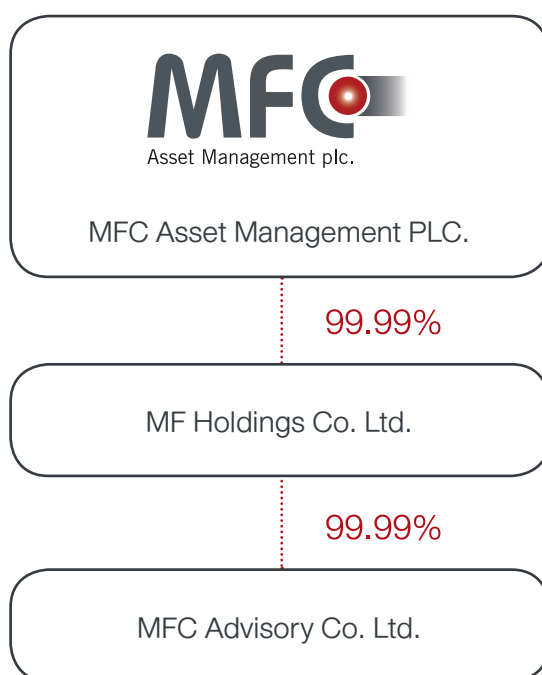 MFC
Asset Management plc.
MFC Asset Management PLC.
99.99%
MF Holdings Co. Ltd.
99.99%
MFC Advisory Co. Ltd.